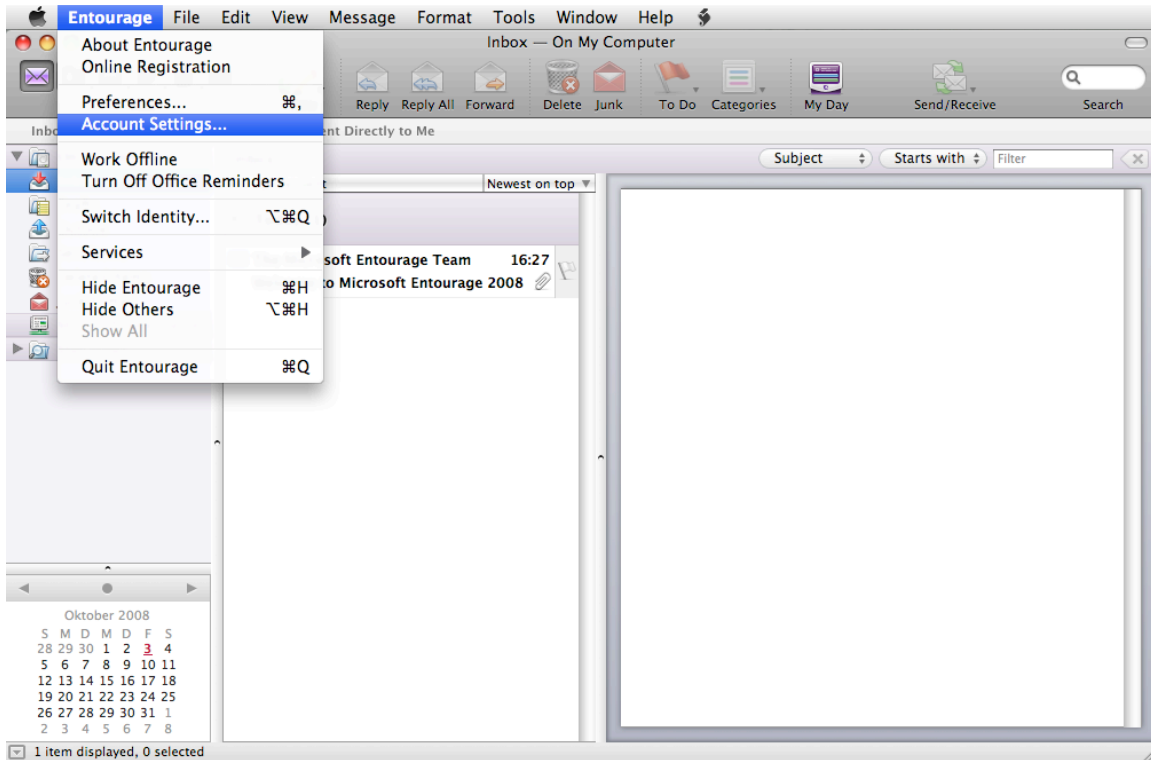 Entourage File Edit View Message Format Tools Window Help
Inbox — On My Computer
About Entourage
Online Registration
Preferences... ⌘,
Account Settings...
Work Offline
Turn Off Office Reminders
Switch Identity... ⌥⌘Q
Services
Hide Entourage ⌘H
Hide Others ⌥⌘H
Show All
Quit Entourage ⌘Q
Reply Reply All Forward Delete Junk To Do Categories My Day Send/Receive Search
Directly to Me
Subject Starts with Filter
Newest on top
Entourage Team 16:27
to Microsoft Entourage 2008
Oktober 2008
S M D M D F S
28 29 30 1 2 3 4
5 6 7 8 9 10 11
12 13 14 15 16 17 18
19 20 21 22 23 24 25
26 27 28 29 30 31 1
2 3 4 5 6 7 8
1 item displayed, 0 selected